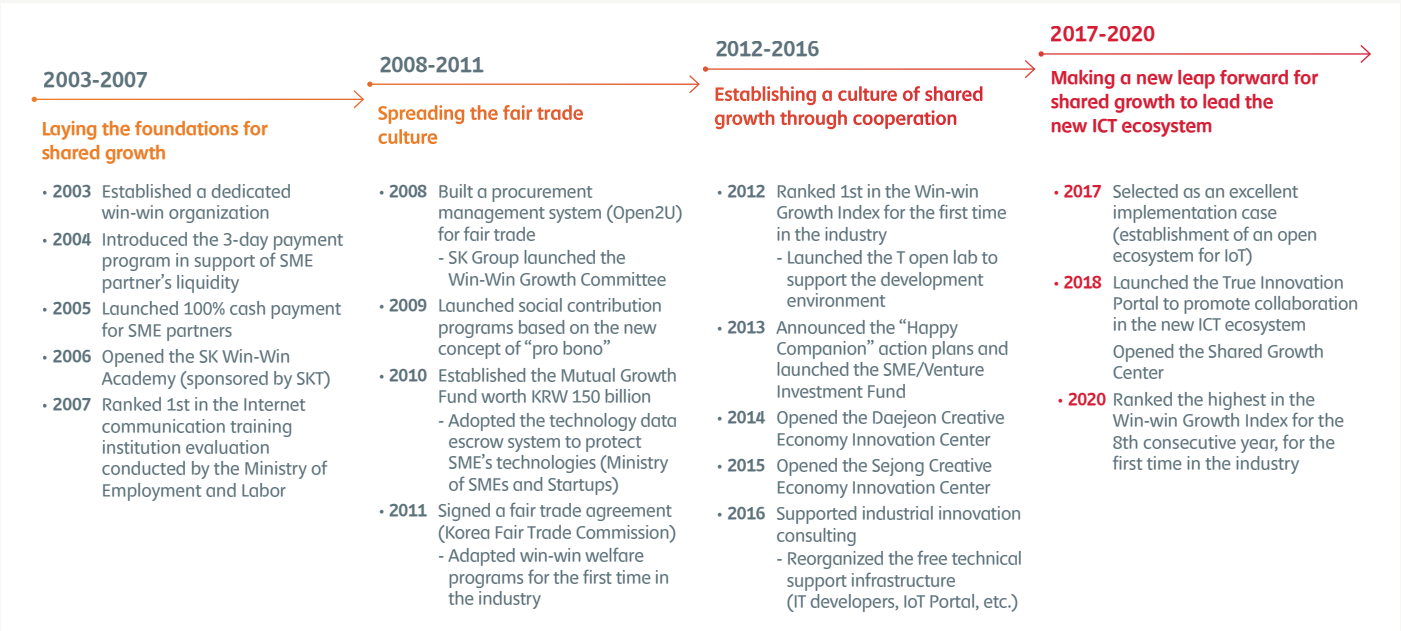 2003-2007
Laying the foundations for
shared growth
• 2003 Established a dedicated
win-win organization
• 2004 Introduced the 3-day payment
program in support of SME
partner's liquidity
• 2005 Launched 100% cash payment
for SME partners
• 2006 Opened the SK Win-Win
Academy (sponsored by SKT)
• 2007 Ranked 1st in the Internet
communication training
institution evaluation
conducted by the Ministry of
Employment and Labor
2008-2011
Spreading the fair trade
culture
• 2008 Built a procurement
management system (Open2U)
for fair trade
- SK Group launched the
Win-Win Growth Committee
• 2009 Launched social contribution
programs based on the new
concept of “pro bono”
• 2010 Established the Mutual Growth
Fund worth KRW 150 billion
- Adopted the technology data
escrow system to protect
SME's technologies (Ministry
of SMEs and Startups)
• 2011 Signed a fair trade agreement
(Korea Fair Trade Commission)
- Adapted win-win welfare
programs for the first time in
the industry
2012-2016
Establishing a culture of shared
growth through cooperation
• 2012 Ranked 1st in the Win-win
Growth Index for the first time
in the industry
- Launched the T open lab to
support the development
environment
• 2013 Announced the “Happy
Companion” action plans and
launched the SME/Venture
Investment Fund
• 2014 Opened the Daejeon Creative
Economy Innovation Center
• 2015 Opened the Sejong Creative
Economy Innovation Center
• 2016 Supported industrial innovation
consulting
- Reorganized the free technical
support infrastructure
(IT developers, IoT Portal, etc.)
2017-2020
Making a new leap forward for
shared growth to lead the
new ICT ecosystem
• 2017 Selected as an excellent
implementation case
(establishment of an open
ecosystem for IoT)
• 2018 Launched the True Innovation
Portal to promote collaboration
in the new ICT ecosystem
Opened the Shared Growth
Center
• 2020 Ranked the highest in the
Win-win Growth Index for the
8th consecutive year, for the
first time in the industry